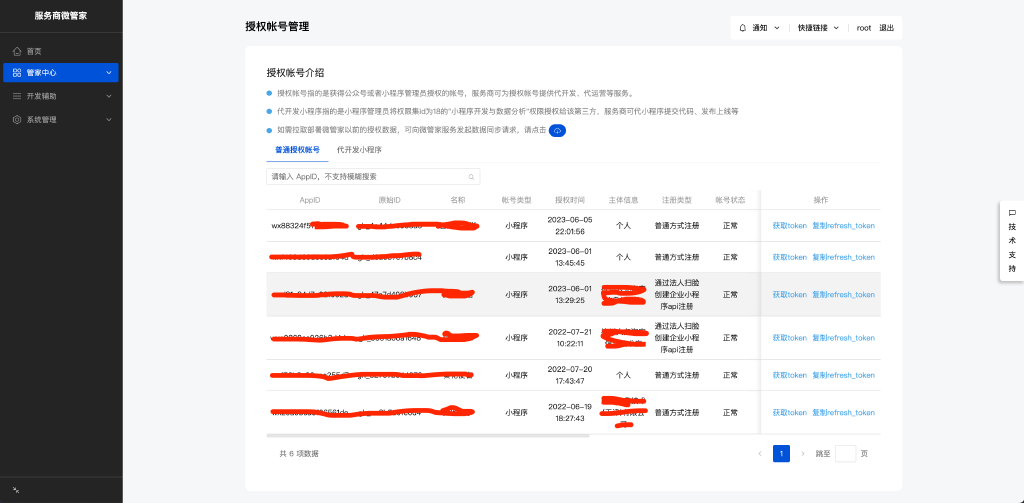 服务商微管家
首页
管家中心
开发辅助
系统管理
授权帐号管理
通知
快捷链接
root
退出
授权帐号介绍
授权帐号指的是获得公众号或者小程序管理员授权的帐号，服务商可为授权帐号提供代开发、代运营等服务。
代开发小程序指的是小程序管理员将权限集id为18的"小程序开发与数据分析"权限授权给该第三方，服务商可代小程序提交代码、发布上线等
如需拉取部署微管家以前的授权数据，可向微管家服务发起数据同步请求，请点击
普通授权帐号 代开发小程序
请输入 AppID，不支持模糊搜索
AppID 原始ID 名称 帐号类型 授权时间 主体信息 注册类型 帐号状态 操作
wx88324f5 小程序 2023-06-05 22:01:56 个人 普通方式注册 正常 获取token 复制refresh_token
小程序 2023-06-01 13:45:45 个人 普通方式注册 正常 获取token 复制refresh_token
小程序 2023-06-01 13:29:25 通过法人扫脸创建企业小程序api注册 正常 获取token 复制refresh_token
小程序 2022-07-21 10:22:11 通过法人扫脸创建企业小程序api注册 正常 获取token 复制refresh_token
小程序 2022-07-20 17:43:47 个人 普通方式注册 正常 获取token 复制refresh_token
小程序 2022-06-19 18:27:43 普通方式注册 正常 获取token 复制refresh_token
共 6 项数据
1
跳至 页
技术支持